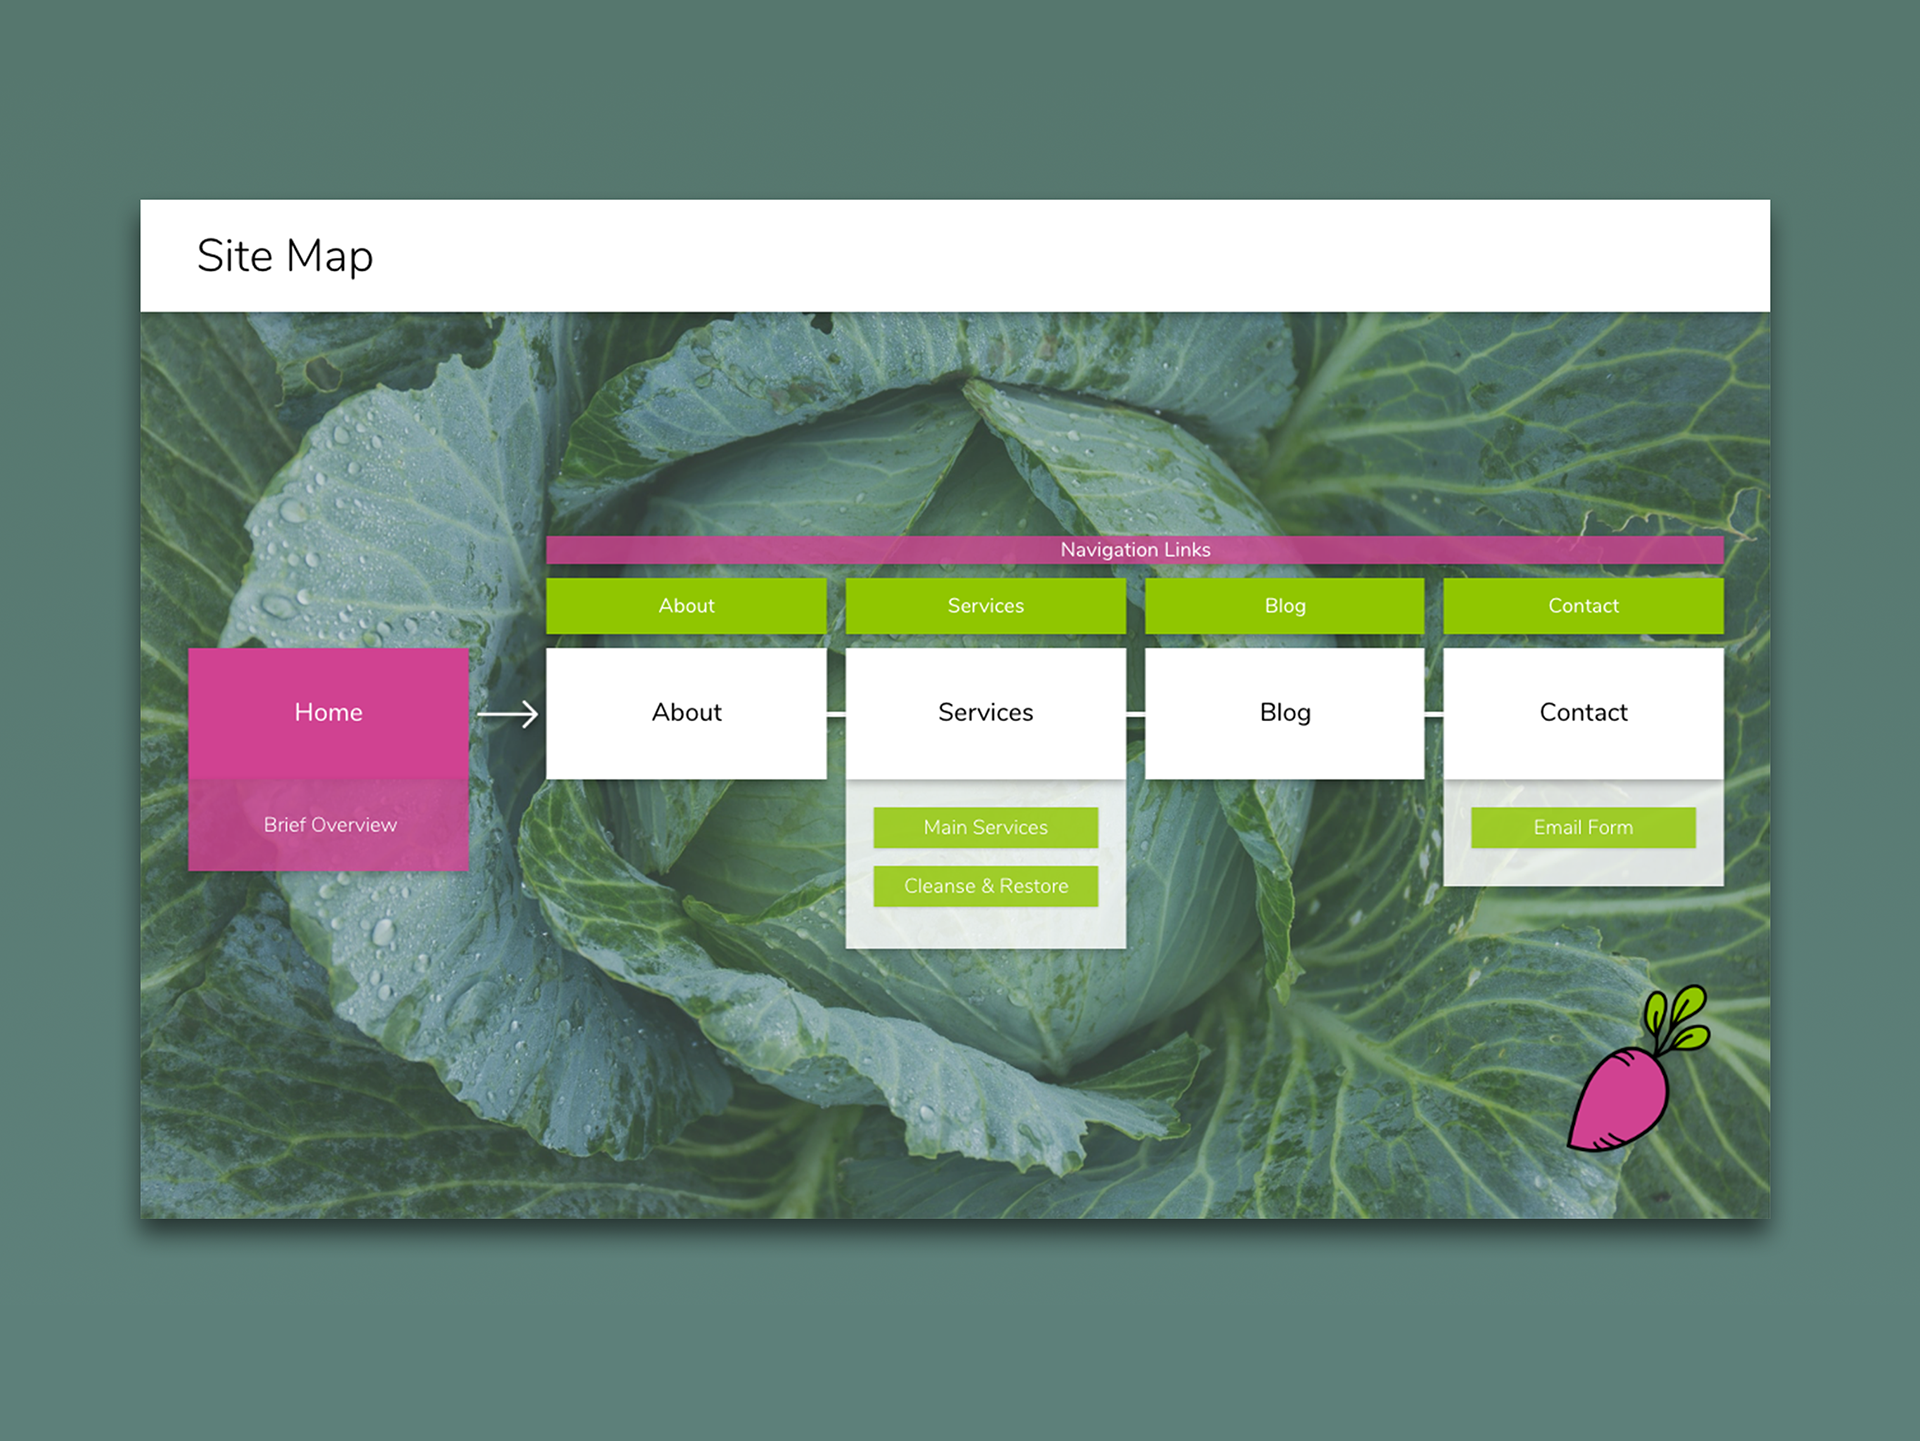 Site Map
Navigation Links
About
Services
Blog
Contact
Home
About
Services
Blog
Contact
Brief Overview
Main Services
Cleanse & Restore
Email Form